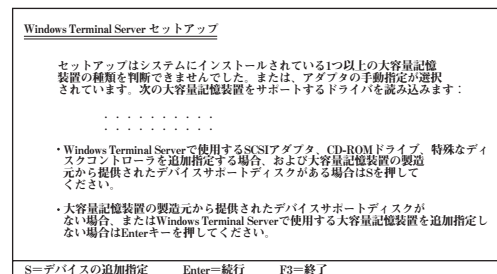 Windows Terminal Server セットアップ
セットアップはシステムにインストールされている1つ以上の大容量記憶
装置の種類を判断できませんでした。または、アダプタの手動指定が選択
されています。次の大容量記憶装置をサポートするドライバを読み込みます：
. . . . . . . . . .
. . . . . . . . . .
・Windows Terminal Serverで使用するSCSIアダプタ、CD-ROMドライブ、特殊なディ
スクコントローラを追加指定する場合、および大容量記憶装置の製造
元から提供されたデバイスサポートディスクがある場合はSを押して
ください。
・大容量記憶装置の製造元から提供されたデバイスサポートディスクが
ない場合、またはWindows Terminal Serverで使用する大容量記憶装置を追加指定し
ない場合はEnterキーを押してください。
S＝デバイスの追加指定 Enter＝続行 F3＝終了